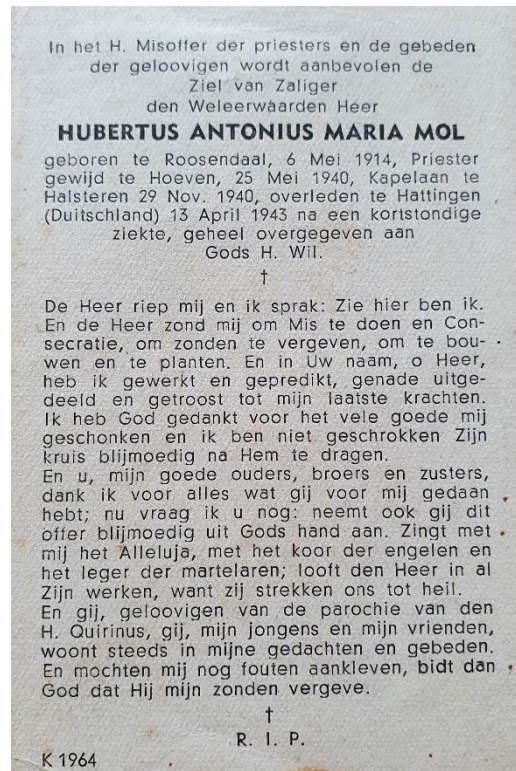 In het H. Misoffer der priesters en de gebeden
der geloovigen wordt aanbevolen de
Ziel van Zaliger
den Weleerwaarden Heer
HUBERTUS ANTONIUS MARIA MOL
geboren te Roosendaal, 6 Mei 1914, Priester
gewijd te Hoeven, 25 Mei 1940, Kapelaan te
Halsteren 29 Nov. 1940, overleden te Hattingen
(Duitschland) 13 April 1943 na een kortstondige
ziekte, geheel overgegeven aan
Gods H. Wil.
†
De Heer riep mij en ik sprak: Zie hier ben ik.
En de Heer zond mij om Mis te doen en Con-
secratie, om zonden te vergeven, om te bou-
wen en te planten. En in Uw naam, o Heer,
heb ik gewerkt en gepredikt, genade uitge-
deeld en getroost tot mijn laatste krachten.
Ik heb God gedankt voor het vele goede mij
geschonken en ik ben niet geschrokken Zijn
kruis blijmoedig na Hem te dragen.
En u, mijn goede ouders, broers en zusters,
dank ik voor alles wat gij voor mij gedaan
hebt; nu vraag ik u nog: neemt ook gij dit
offer blijmoedig uit Gods hand aan. Zingt met
mij het Alleluja, met het koor der engelen en
het leger der martelaren; looft den Heer in al
Zijn werken, want zij strekken ons tot heil.
En gij, geloovigen van de parochie van den
H. Quirinus, gij, mijn jongens en mijn vrienden,
woont steeds in mijne gedachten en gebeden.
En mochten mij nog fouten aankleven, bidt dan
God dat Hij mijn zonden vergeve.
†
R. I. P.
K 1964